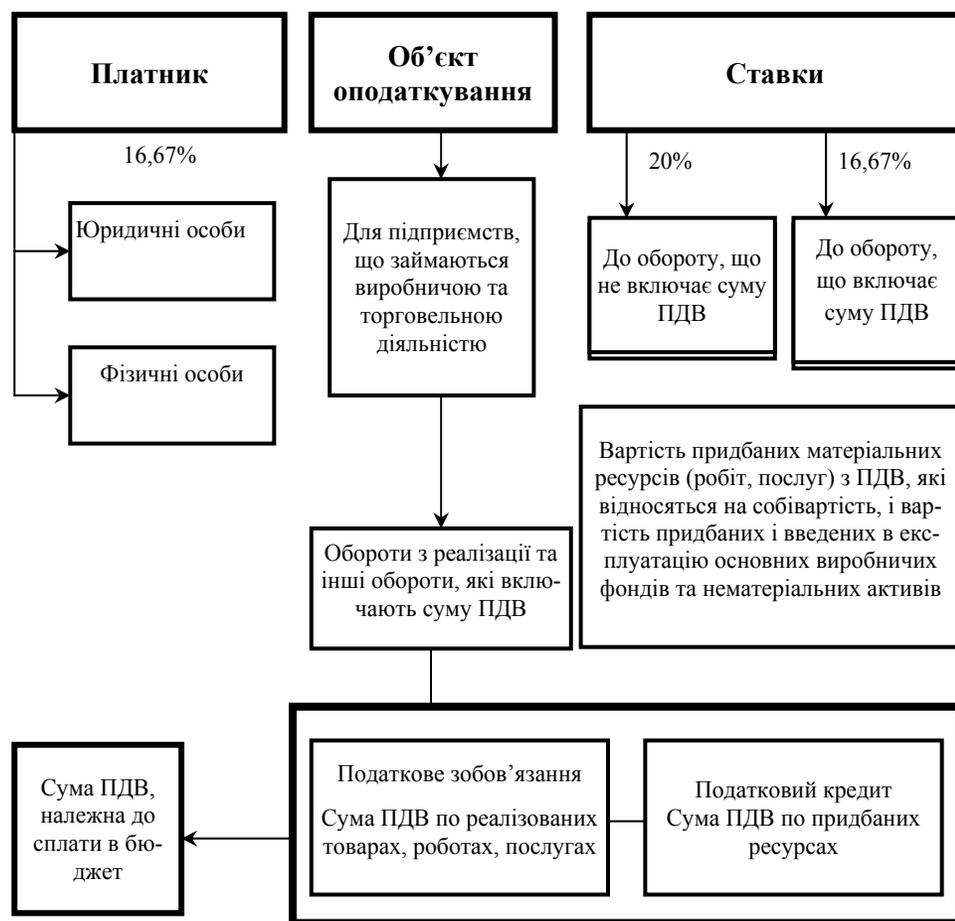 Платник
Об’єкт
оподаткування
Ставки
16,67%
20%
16,67%
Юридичні особи
Фізичні особи
Для підприємств,
що займаються
виробничою та
торговельною
діяльністю
До обороту, що
не включає суму
ПДВ
До обороту,
що включає
суму ПДВ
Обороти з реалізації та
інші обороти, які вклю-
чають суму ПДВ
Вартість придбаних матеріальних
ресурсів (робіт, послуг) з ПДВ, які
відносяться на собівартість, і вар-
тість придбаних і введених в екс-
плуатацію основних виробничих
фондів та нематеріальних активів
Сума ПДВ,
належна до
сплати в бю-
джет
Податкове зобов’язання
Сума ПДВ по реалізованих
товарах, роботах, послугах
Податковий кредит
Сума ПДВ по придбаних
ресурсах